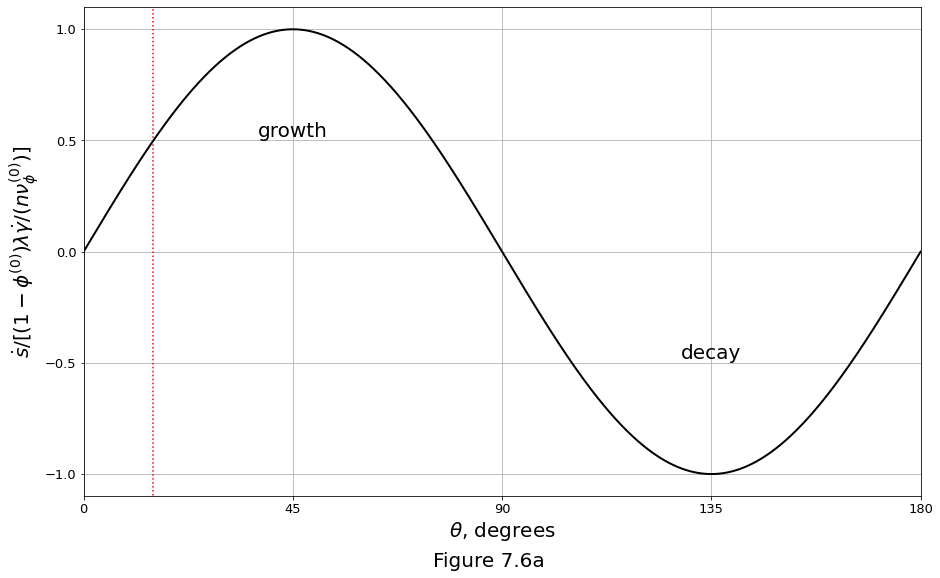 1.0
growth
0.5
0.0
decay
−0.5
−1.0
ṡ/[(1 − ϕ⁽⁰⁾)λγ̇/(nν_ϕ⁽⁰⁾)]
0 45 90 135 180
θ, degrees
Figure 7.6a